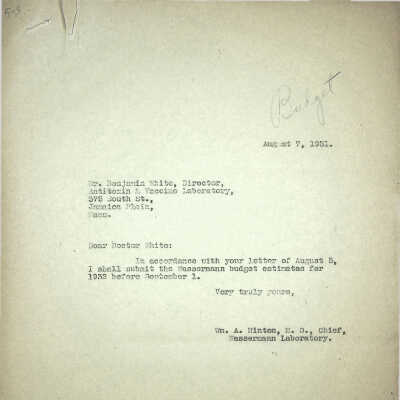 Budget
August 7, 1931.
Dr. Benjamin White, Director,
Antitoxin & Vaccine Laboratory,
375 South St.,
Jamaica Plain,
Mass.
Dear Doctor White:
In accordance with your letter of August 5,
I shall submit the Wassermann budget estimates for
1932 before September 1.
Very truly yours,
Wm. A. Hinton, M. D., Chief,
Wassermann Laboratory.